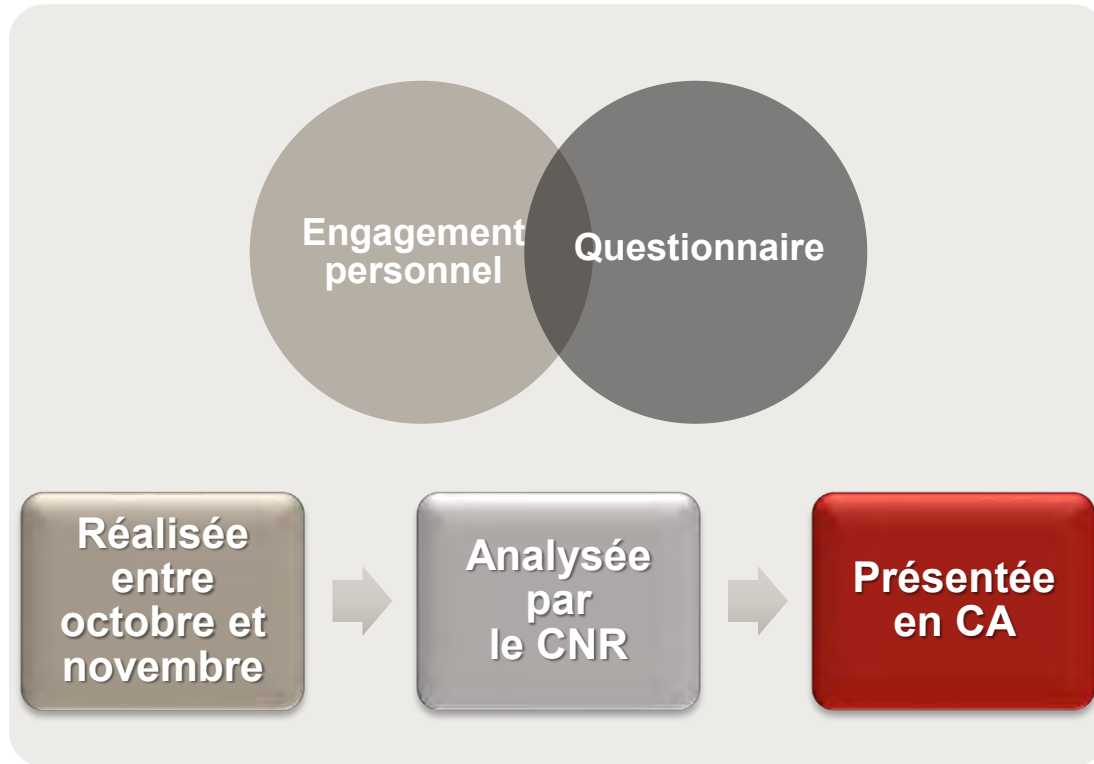 Engagement
personnel
Questionnaire
Réalisée
entre
octobre et
novembre
Analysée
par
le CNR
Présentée
en CA